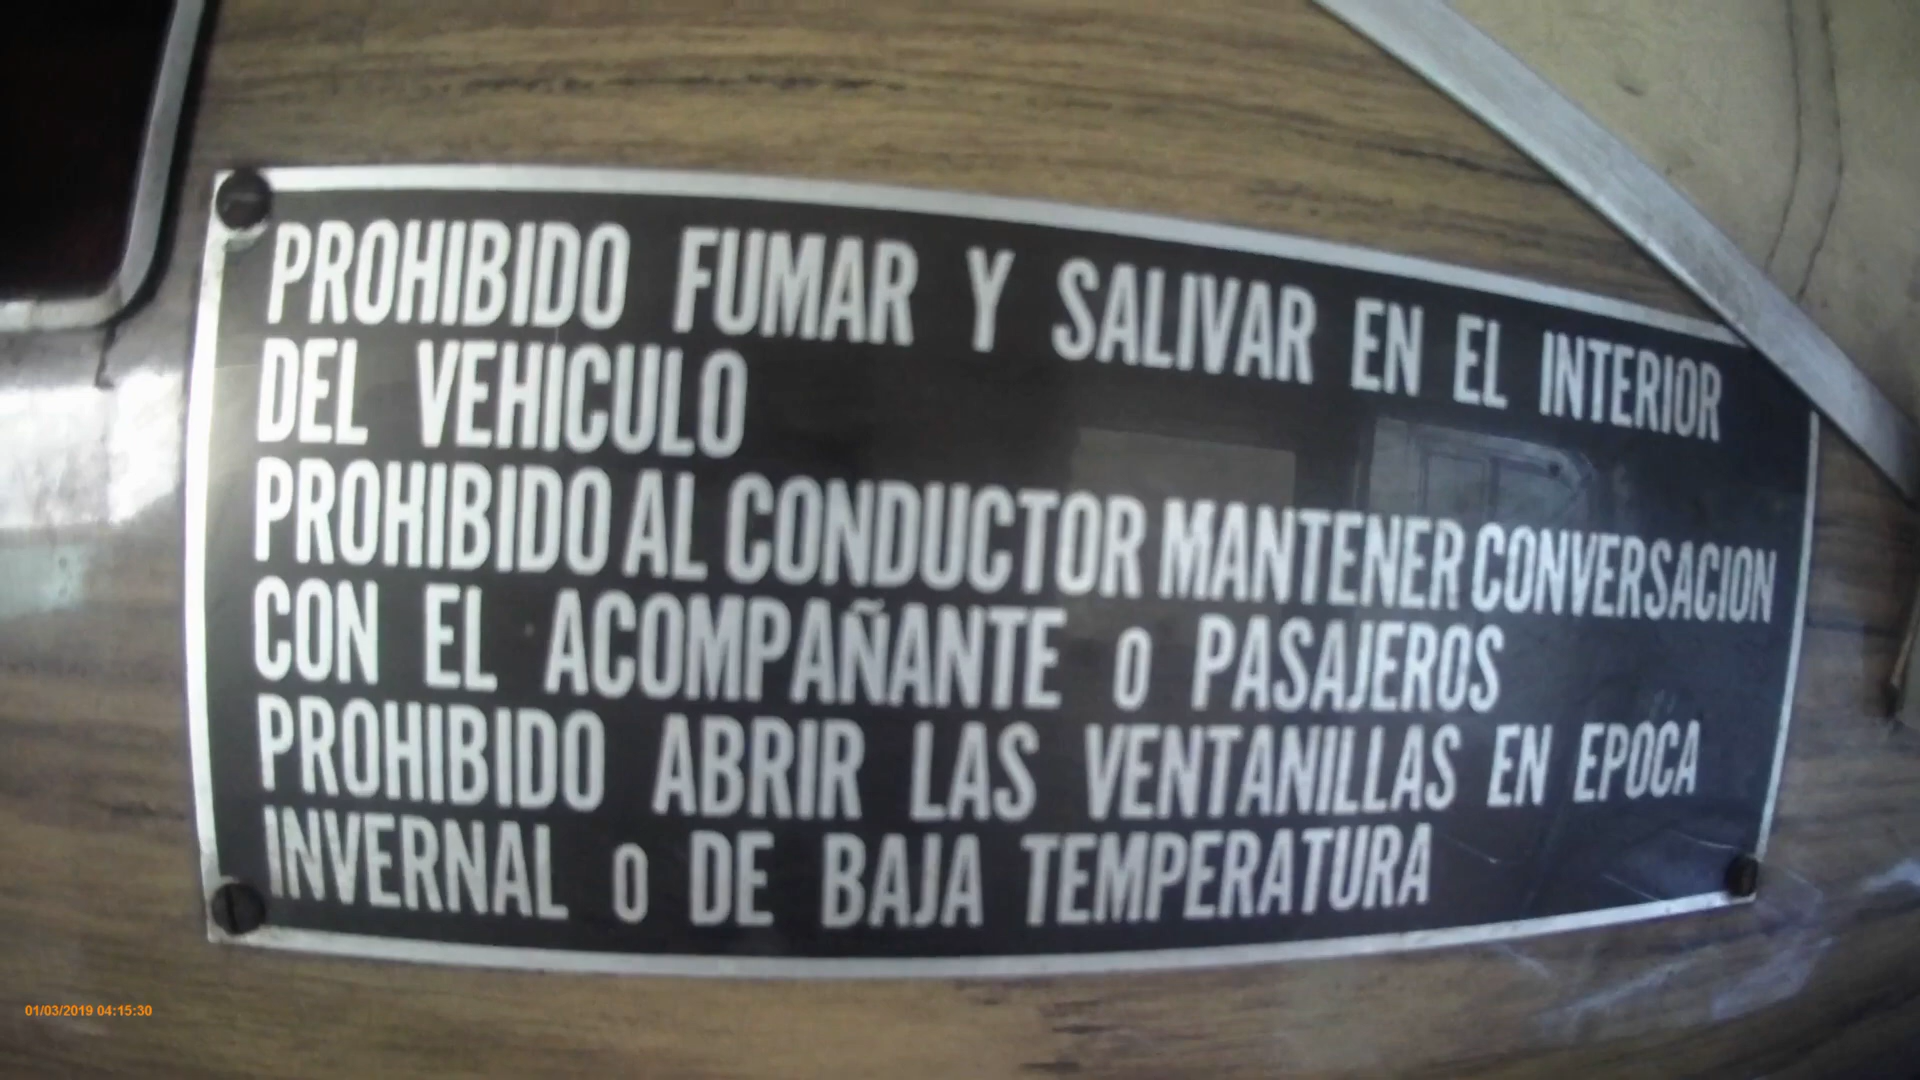 PROHIBIDO FUMAR Y SALIVAR EN EL INTERIOR
DEL VEHICULO
PROHIBIDO AL CONDUCTOR MANTENER CONVERSACION
CON EL ACOMPAÑANTE o PASAJEROS
PROHIBIDO ABRIR LAS VENTANILLAS EN EPOCA
INVERNAL o DE BAJA TEMPERATURA
01/03/2019 04:15:30